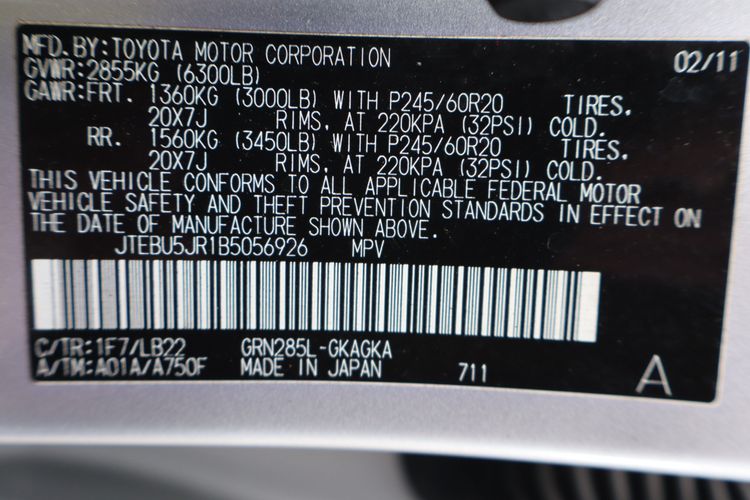 MFD.BY:TOYOTA MOTOR CORPORATION 02/11
GVWR:2855KG (6300LB)
GAWR:FRT. 1360KG (3000LB) WITH P245/60R20 TIRES.
20X7J RIMS, AT 220KPA (32PSI) COLD.
RR. 1560KG (3450LB) WITH P245/60R20 TIRES.
20X7J RIMS, AT 220KPA (32PSI) COLD.
THIS VEHICLE CONFORMS TO ALL APPLICABLE FEDERAL MOTOR
VEHICLE SAFETY AND THEFT PREVENTION STANDARDS IN EFFECT ON
THE DATE OF MANUFACTURE SHOWN ABOVE.
JTEBU5JR1B5056926 MPV
C/TR:1F7/LB22 GRN285L-GKAGKA
A/TM:A01A/A750F MADE IN JAPAN 711 A